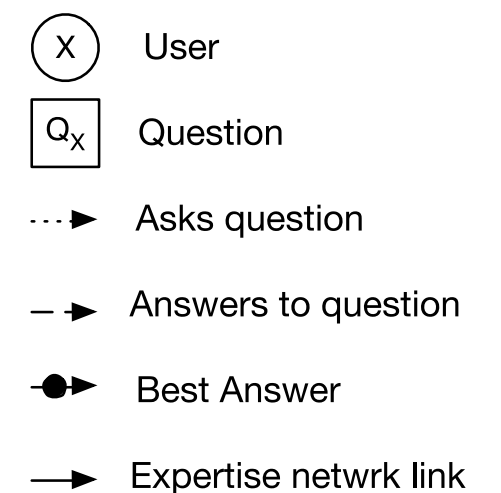 X User
Qx Question
Asks question
Answers to question
Best Answer
Expertise netwrk link